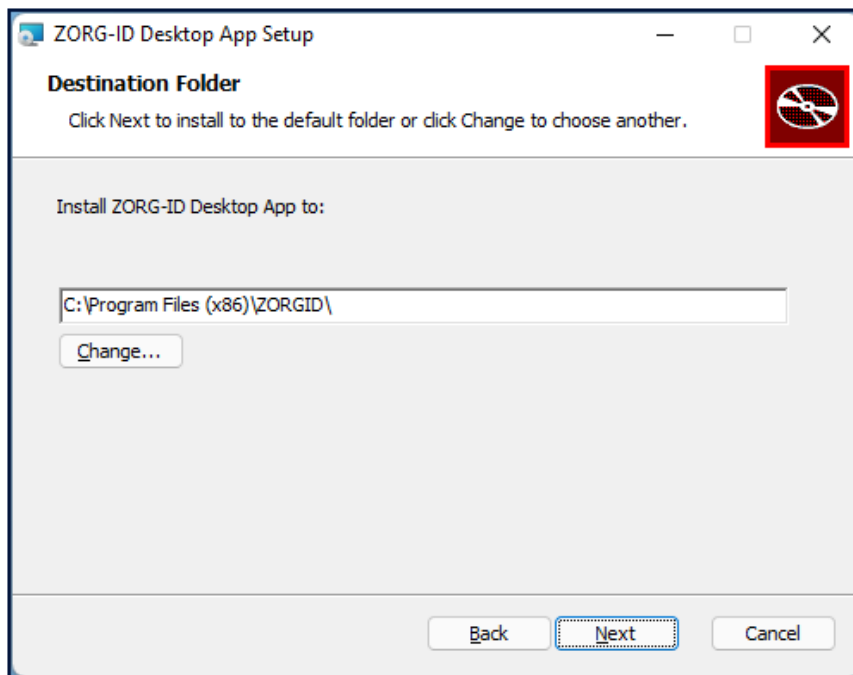 ZORG-ID Desktop App Setup
Destination Folder
Click Next to install to the default folder or click Change to choose another.
Install ZORG-ID Desktop App to:
C:\Program Files (x86)\ZORGID\
Change...
Back Next Cancel